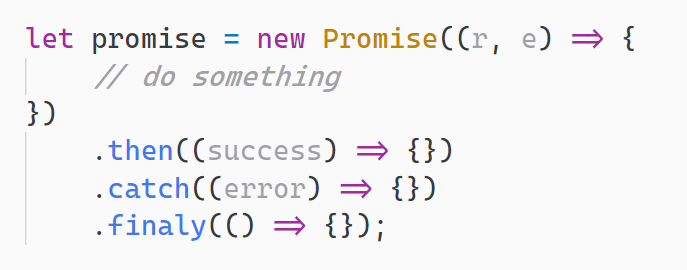 let promise = new Promise((r, e) => {
// do something
})
.then((success) => {})
.catch((error) => {})
.finaly(() => {});